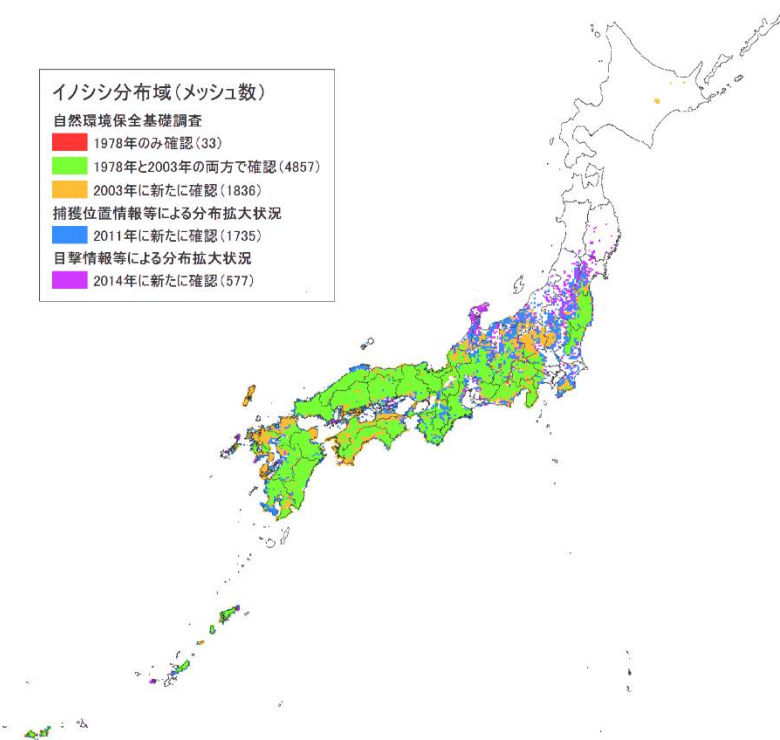 イノシシ分布域(メッシュ数)
自然環境保全基礎調査
1978年のみ確認(33)
1978年と2003年の両方で確認(4857)
2003年に新たに確認(1836)
捕獲位置情報等による分布拡大状況
2011年に新たに確認(1735)
目撃情報等による分布拡大状況
2014年に新たに確認(577)